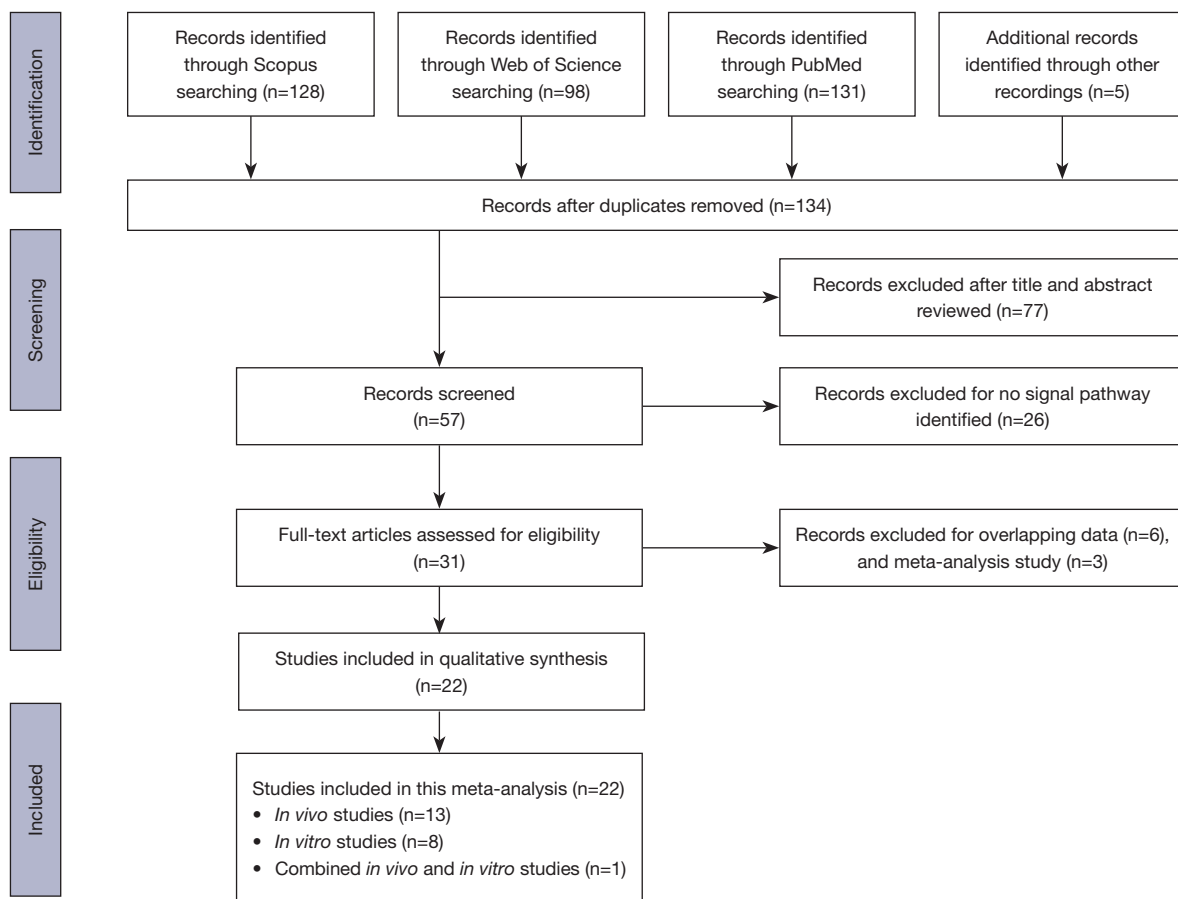 Identification
Records identified
through Scopus
searching (n=128)
Records identified
through Web of Science
searching (n=98)
Records identified
through PubMed
searching (n=131)
Additional records
identified through other
recordings (n=5)
Records after duplicates removed (n=134)
Screening
Records excluded after title and abstract
reviewed (n=77)
Records screened
(n=57)
Records excluded for no signal pathway
identified (n=26)
Eligibility
Full-text articles assessed for eligibility
(n=31)
Records excluded for overlapping data (n=6),
and meta-analysis study (n=3)
Studies included in qualitative synthesis
(n=22)
Included
Studies included in this meta-analysis (n=22)
• In vivo studies (n=13)
• In vitro studies (n=8)
• Combined in vivo and in vitro studies (n=1)